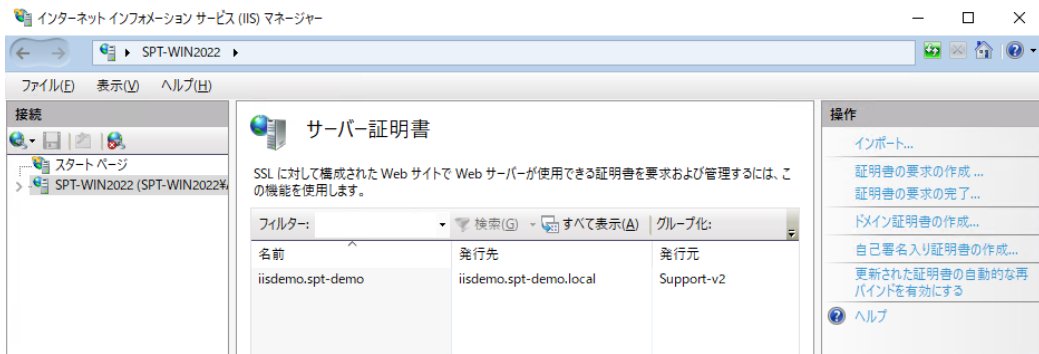 インターネット インフォメーション サービス (IIS) マネージャー
SPT-WIN2022
ファイル(F) 表示(V) ヘルプ(H)
接続
スタート ページ
SPT-WIN2022 (SPT-WIN2022¥
サーバー証明書
SSL に対して構成された Web サイトで Web サーバーが使用できる証明書を要求および管理するには、こ
の機能を使用します。
フィルター: 検索(G) すべて表示(A) グループ化:
名前 発行先 発行元
iisdemo.spt-demo iisdemo.spt-demo.local Support-v2
操作
インポート...
証明書の要求の作成 ...
証明書の要求の完了...
ドメイン証明書の作成...
自己署名入り証明書の作成...
更新された証明書の自動的な再
バインドを有効にする
ヘルプ